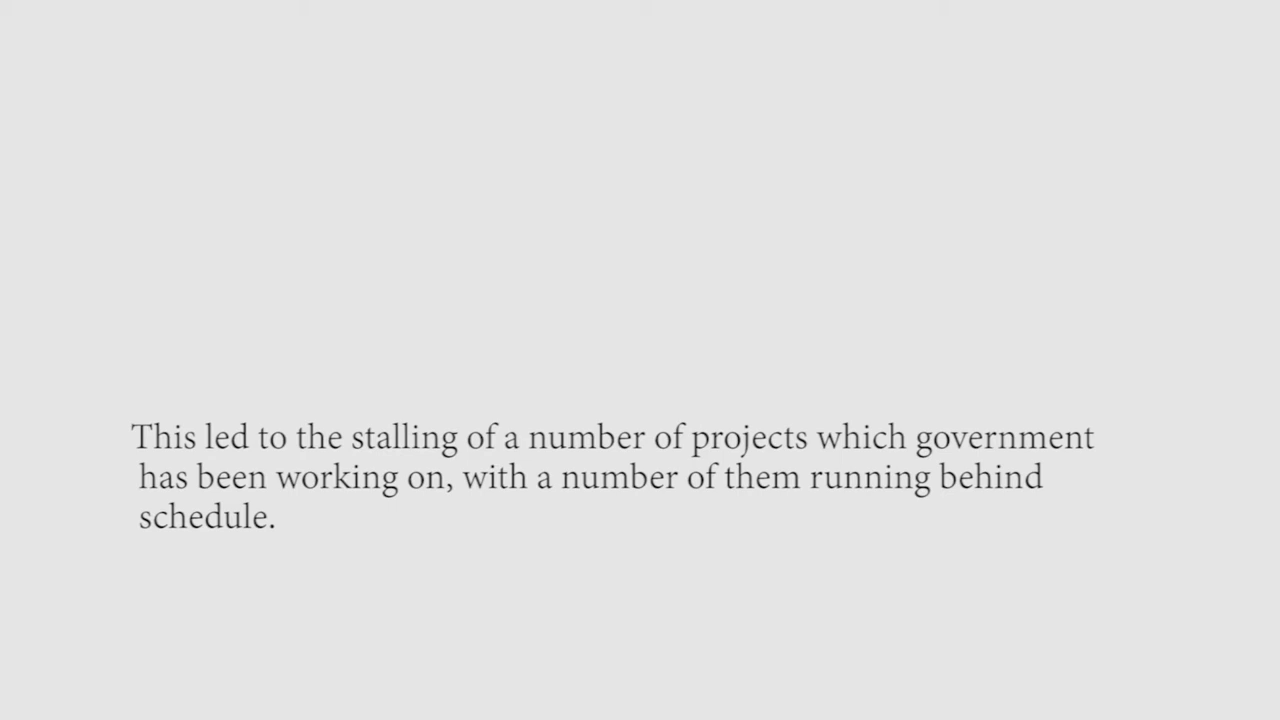 This led to the stalling of a number of projects which government
has been working on, with a number of them running behind
schedule.